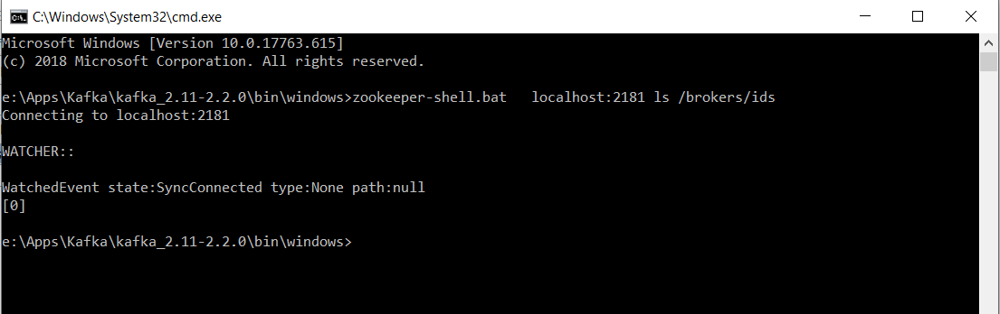 C:\Windows\System32\cmd.exe
Microsoft Windows [Version 10.0.17763.615]
(c) 2018 Microsoft Corporation. All rights reserved.
e:\Apps\Kafka\kafka_2.11-2.2.0\bin\windows>zookeeper-shell.bat   localhost:2181 ls /brokers/ids
Connecting to localhost:2181
WATCHER::
WatchedEvent state:SyncConnected type:None path:null
[0]
e:\Apps\Kafka\kafka_2.11-2.2.0\bin\windows>